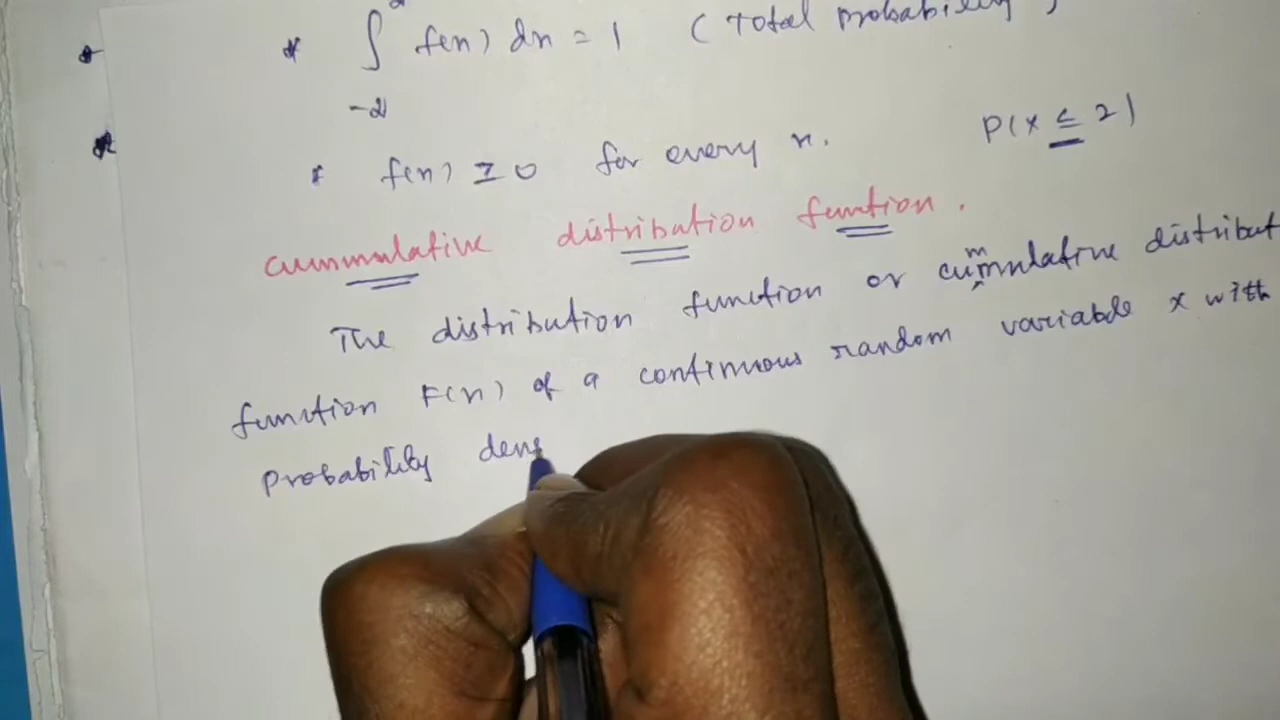 * ∫ f(x) dx = 1 (Total probability)
-∞
* f(x) ≥ 0 for every x. P(X ≤ 2)
cummulative distribution function.
The distribution function or cummulative distribut
function F(x) of a continuous random variable X with
probability dens